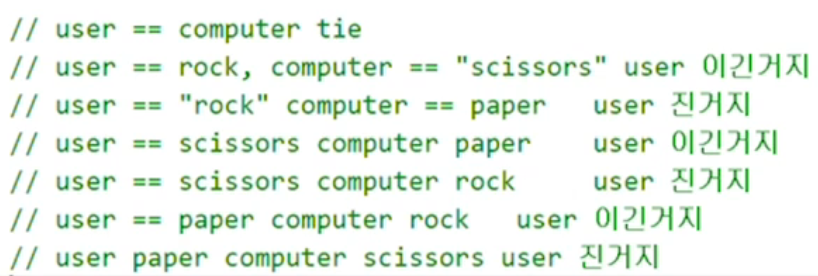 // user == computer tie
// user == rock, computer == "scissors" user 이긴거지
// user == "rock" computer == paper   user 진거지
// user == scissors computer paper    user 이긴거지
// user == scissors computer rock     user 진거지
// user == paper computer rock   user 이긴거지
// user paper computer scissors user 진거지